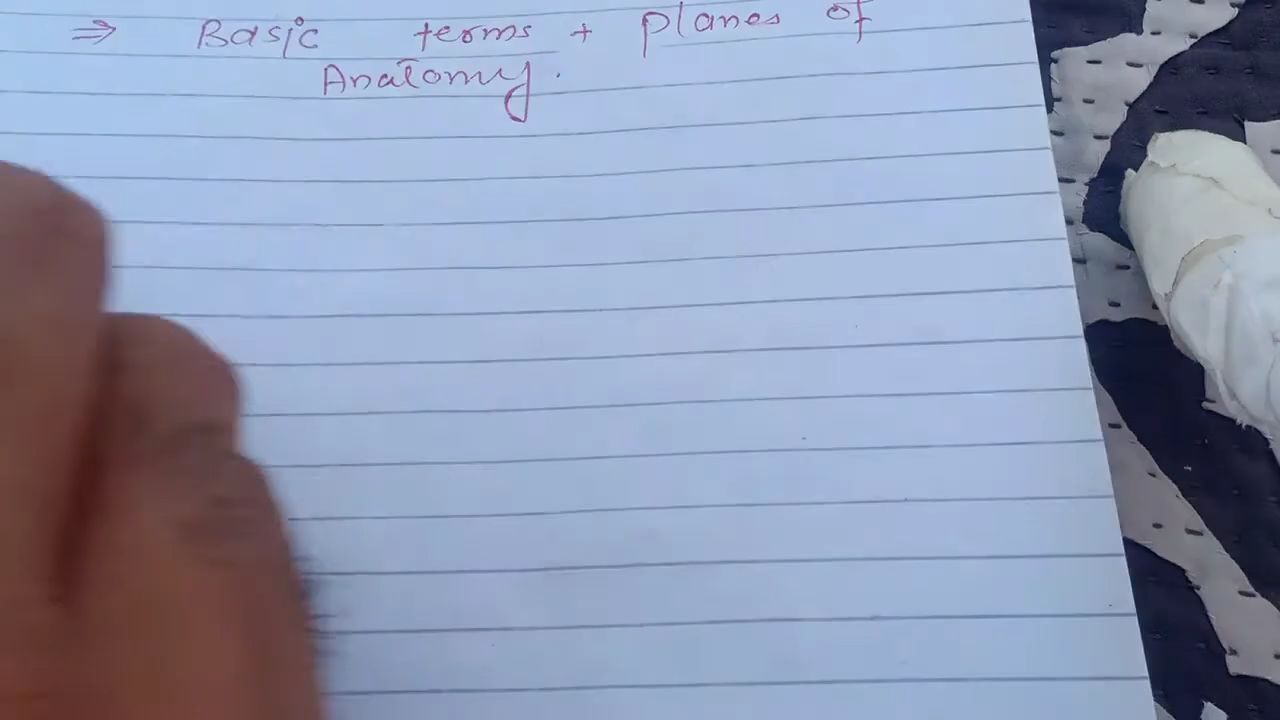 ⇒ Basic terms + planes of
Anatomy.